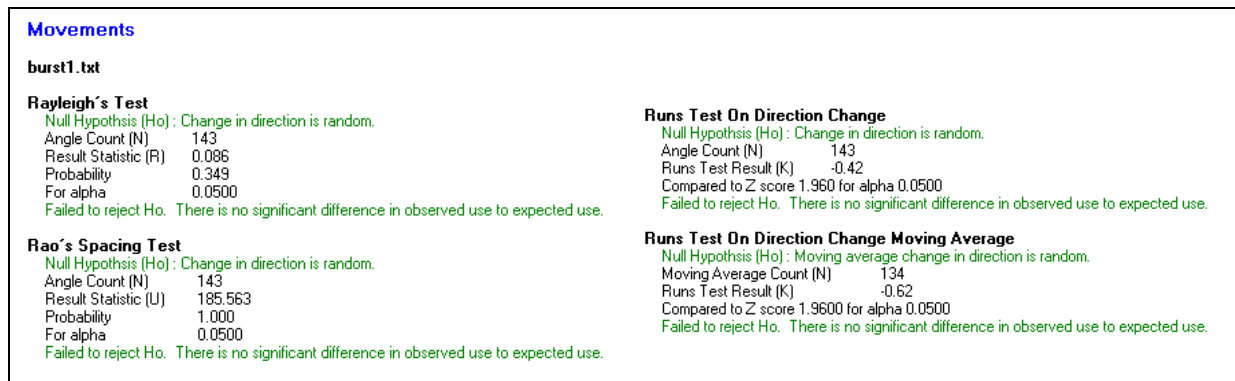 Movements
burst1.txt
Rayleigh´s Test
Null Hypothsis (Ho) : Change in direction is random.
Angle Count (N) 143
Result Statistic (R) 0.086
Probability 0.349
For alpha 0.0500
Failed to reject Ho. There is no significant difference in observed use to expected use.
Rao´s Spacing Test
Null Hypothsis (Ho) : Change in direction is random.
Angle Count (N) 143
Result Statistic (U) 185.563
Probability 1.000
For alpha 0.0500
Failed to reject Ho. There is no significant difference in observed use to expected use.
Runs Test On Direction Change
Null Hypothsis (Ho) : Change in direction is random.
Angle Count (N) 143
Runs Test Result (K) -0.42
Compared to Z score 1.960 for alpha 0.0500
Failed to reject Ho. There is no significant difference in observed use to expected use.
Runs Test On Direction Change Moving Average
Null Hypothsis (Ho) : Moving average change in direction is random.
Moving Average Count (N) 134
Runs Test Result (K) -0.62
Compared to Z score 1.9600 for alpha 0.0500
Failed to reject Ho. There is no significant difference in observed use to expected use.